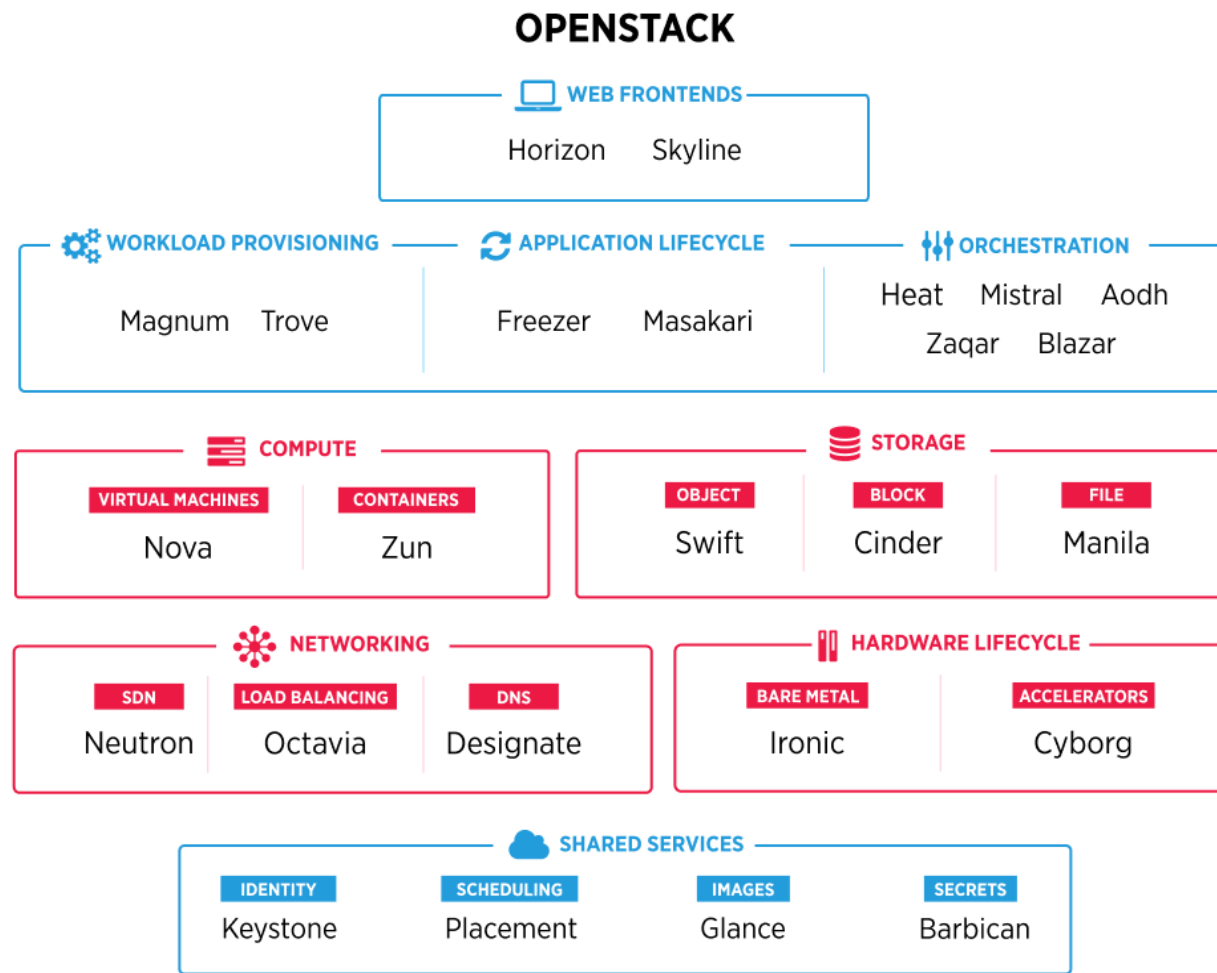 OPENSTACK
WEB FRONTENDS
Horizon Skyline
WORKLOAD PROVISIONING
Magnum Trove
APPLICATION LIFECYCLE
Freezer Masakari
ORCHESTRATION
Heat Mistral Aodh
Zaqar Blazar
COMPUTE
VIRTUAL MACHINES
Nova
CONTAINERS
Zun
STORAGE
OBJECT
Swift
BLOCK
Cinder
FILE
Manila
NETWORKING
SDN
Neutron
LOAD BALANCING
Octavia
DNS
Designate
HARDWARE LIFECYCLE
BARE METAL
Ironic
ACCELERATORS
Cyborg
SHARED SERVICES
IDENTITY
Keystone
SCHEDULING
Placement
IMAGES
Glance
SECRETS
Barbican